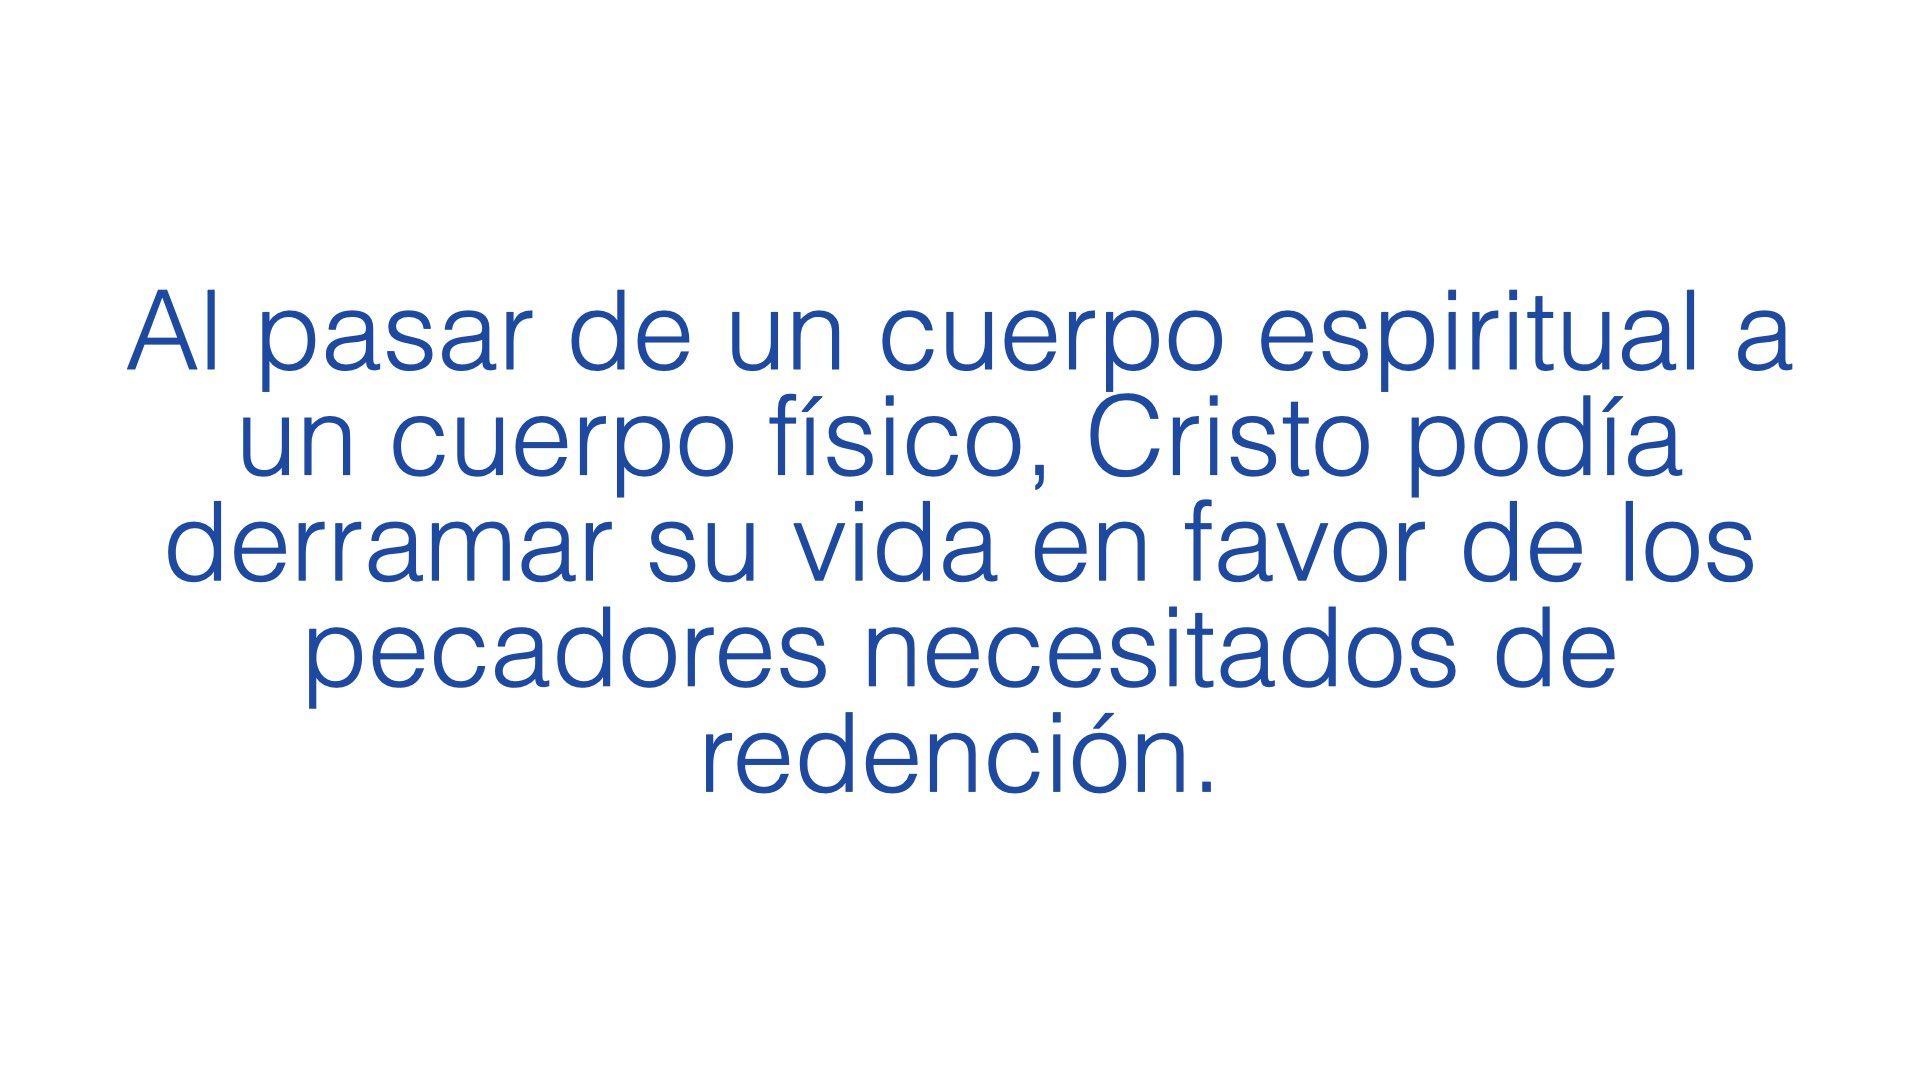 Al pasar de un cuerpo espiritual a
un cuerpo físico, Cristo podía
derramar su vida en favor de los
pecadores necesitados de
redención.